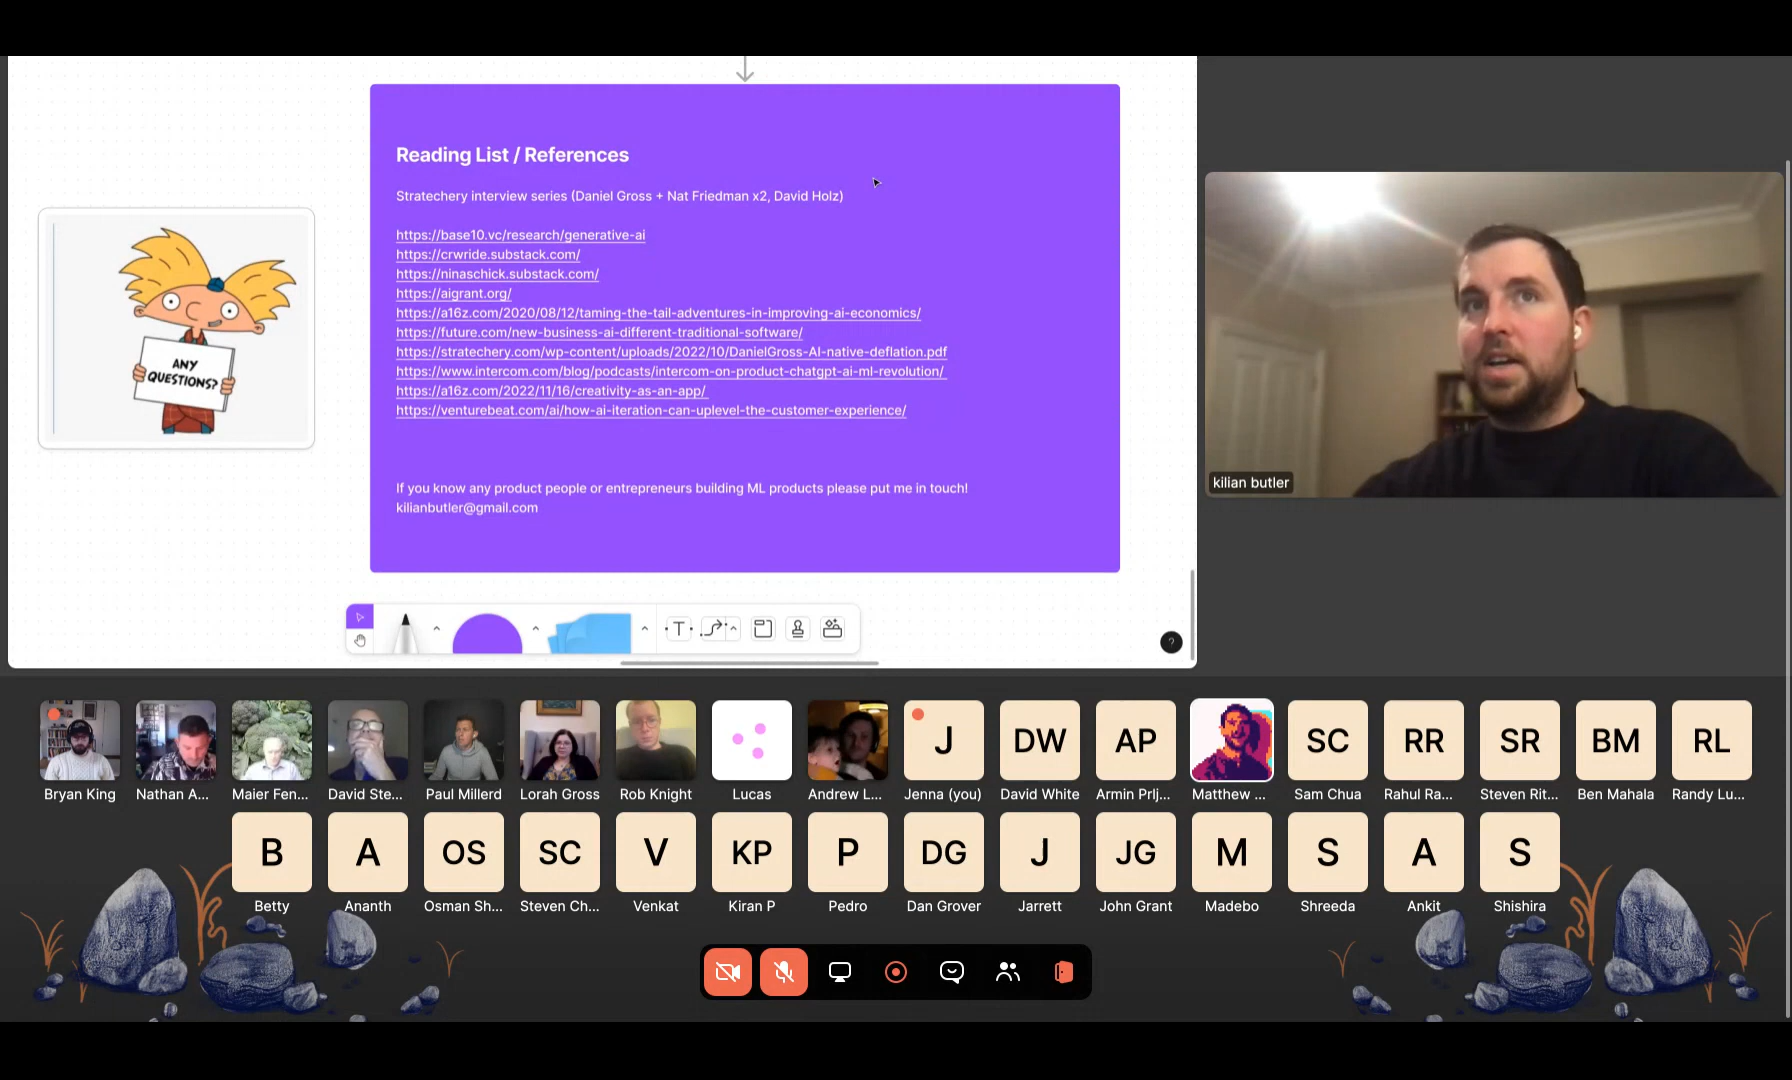 Reading List / References
Stratechery interview series (Daniel Gross + Nat Friedman x2, David Holz)
https://base10.vc/research/generative-ai
https://crwride.substack.com/
https://ninaschick.substack.com/
https://aigrant.org/
https://a16z.com/2020/08/12/taming-the-tail-adventures-in-improving-ai-economics/
https://future.com/new-business-ai-different-traditional-software/
https://stratechery.com/wp-content/uploads/2022/10/DanielGross-AI-native-deflation.pdf
https://www.intercom.com/blog/podcasts/intercom-on-product-chatgpt-ai-ml-revolution/
https://a16z.com/2022/11/16/creativity-as-an-app/
https://venturebeat.com/ai/how-ai-iteration-can-uplevel-the-customer-experience/
If you know any product people or entrepreneurs building ML products please put me in touch!
kilianbutler@gmail.com
ANY
QUESTIONS?
T
?
kilian butler
J
DW
AP
SC
RR
SR
BM
RL
Bryan King
Nathan A...
Maier Fen...
David Ste...
Paul Millerd
Lorah Gross
Rob Knight
Lucas
Andrew L...
Jenna (you)
David White
Armin Prlj...
Matthew ...
Sam Chua
Rahul Ra...
Steven Rit...
Ben Mahala
Randy Lu...
B
A
OS
SC
V
KP
P
DG
J
JG
M
S
A
S
Betty
Ananth
Osman Sh...
Steven Ch...
Venkat
Kiran P
Pedro
Dan Grover
Jarrett
John Grant
Madebo
Shreeda
Ankit
Shishira